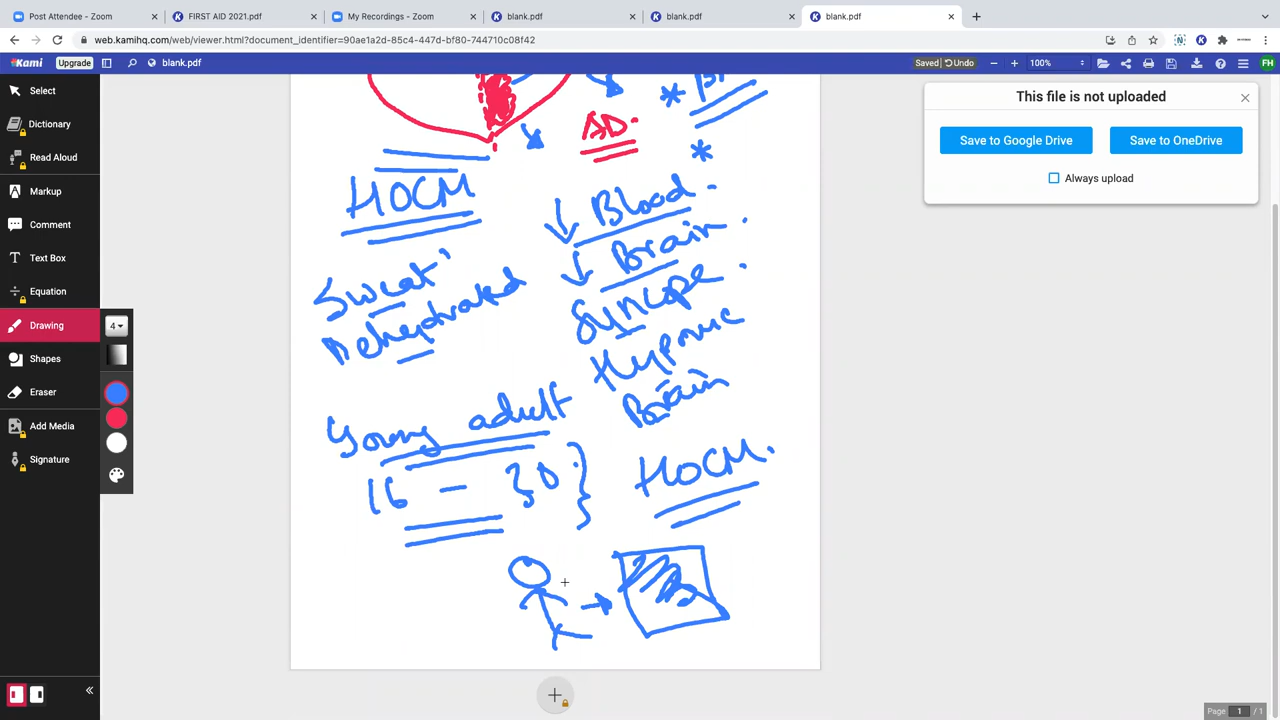 Post Attendee - Zoom
FIRST AID 2021.pdf
My Recordings - Zoom
blank.pdf
blank.pdf
blank.pdf
web.kamihq.com/web/viewer.html?document_identifier=90ae1a2d-85c4-447d-bf80-744710c08f42
Kami
Upgrade
blank.pdf
Saved
Undo
100%
FH
Select
Dictionary
Read Aloud
Markup
Comment
Text Box
Equation
Drawing
Shapes
Eraser
Add Media
Signature
4
This file is not uploaded
Save to Google Drive
Save to OneDrive
Always upload
AD.
HOCM
Sweat
Dehydrated
Young adult
16 - 30
↓ Blood
↓ Brain
Syncope
Brain
HOCM.
Page 1 / 1